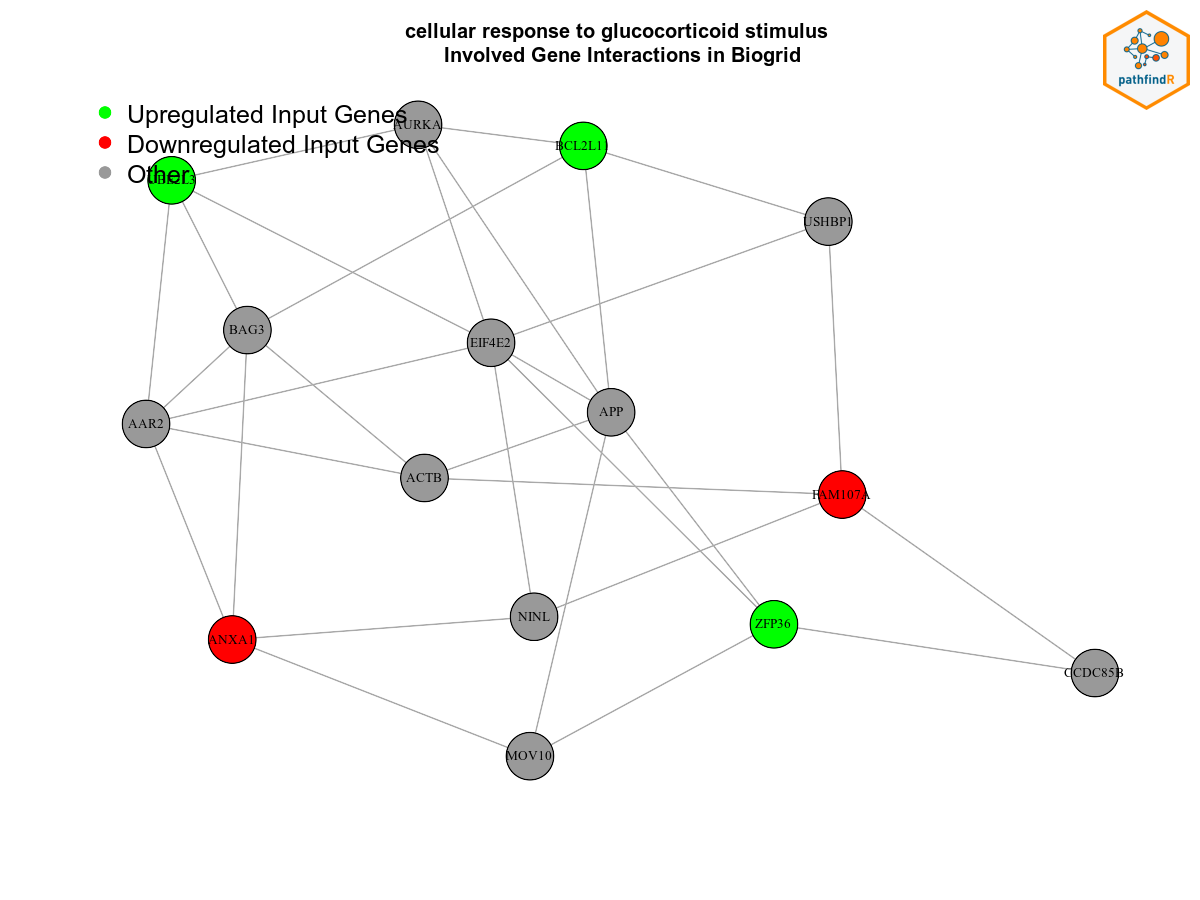 cellular response to glucocorticoid stimulus
Involved Gene Interactions in Biogrid
pathfindR
Upregulated Input Genes
Downregulated Input Genes
Other
AURKA
BCL2L11
USHBP1
BAG3
EIF4E2
APP
AAR2
ACTB
FAM107A
NINL
ZFP36
ANXA1
CCDC85B
MOV10